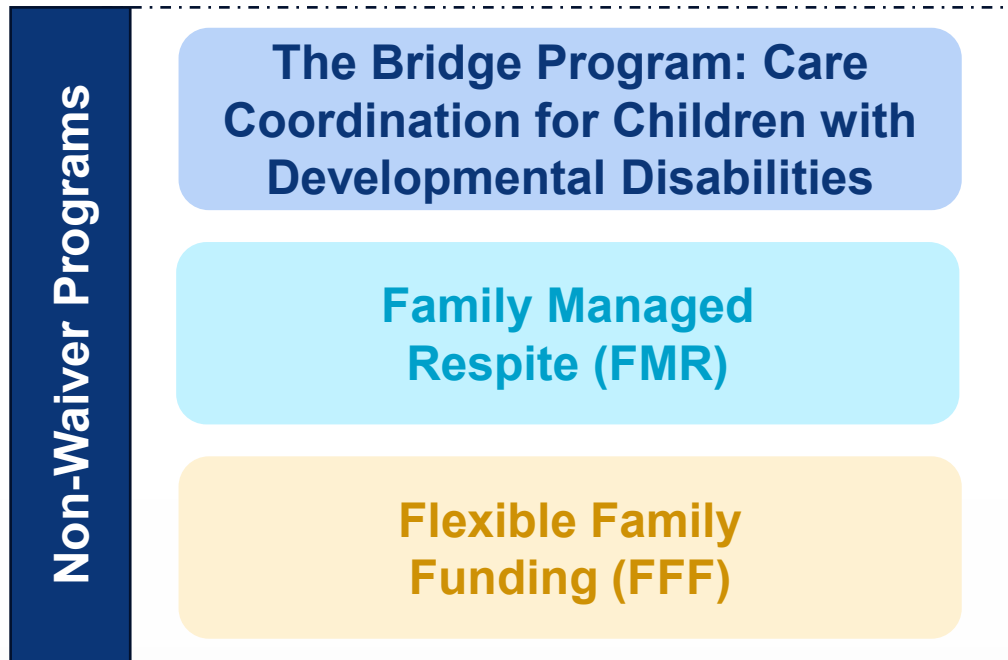 Non-Waiver Programs
The Bridge Program: Care
Coordination for Children with
Developmental Disabilities
Family Managed
Respite (FMR)
Flexible Family
Funding (FFF)